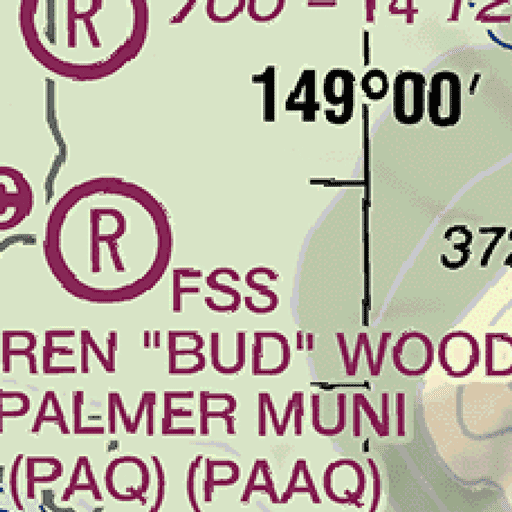 R
149°00′
C
R
372
FSS
REN "BUD" WOOD
PALMER MUNI
(PAQ) (PAAQ)